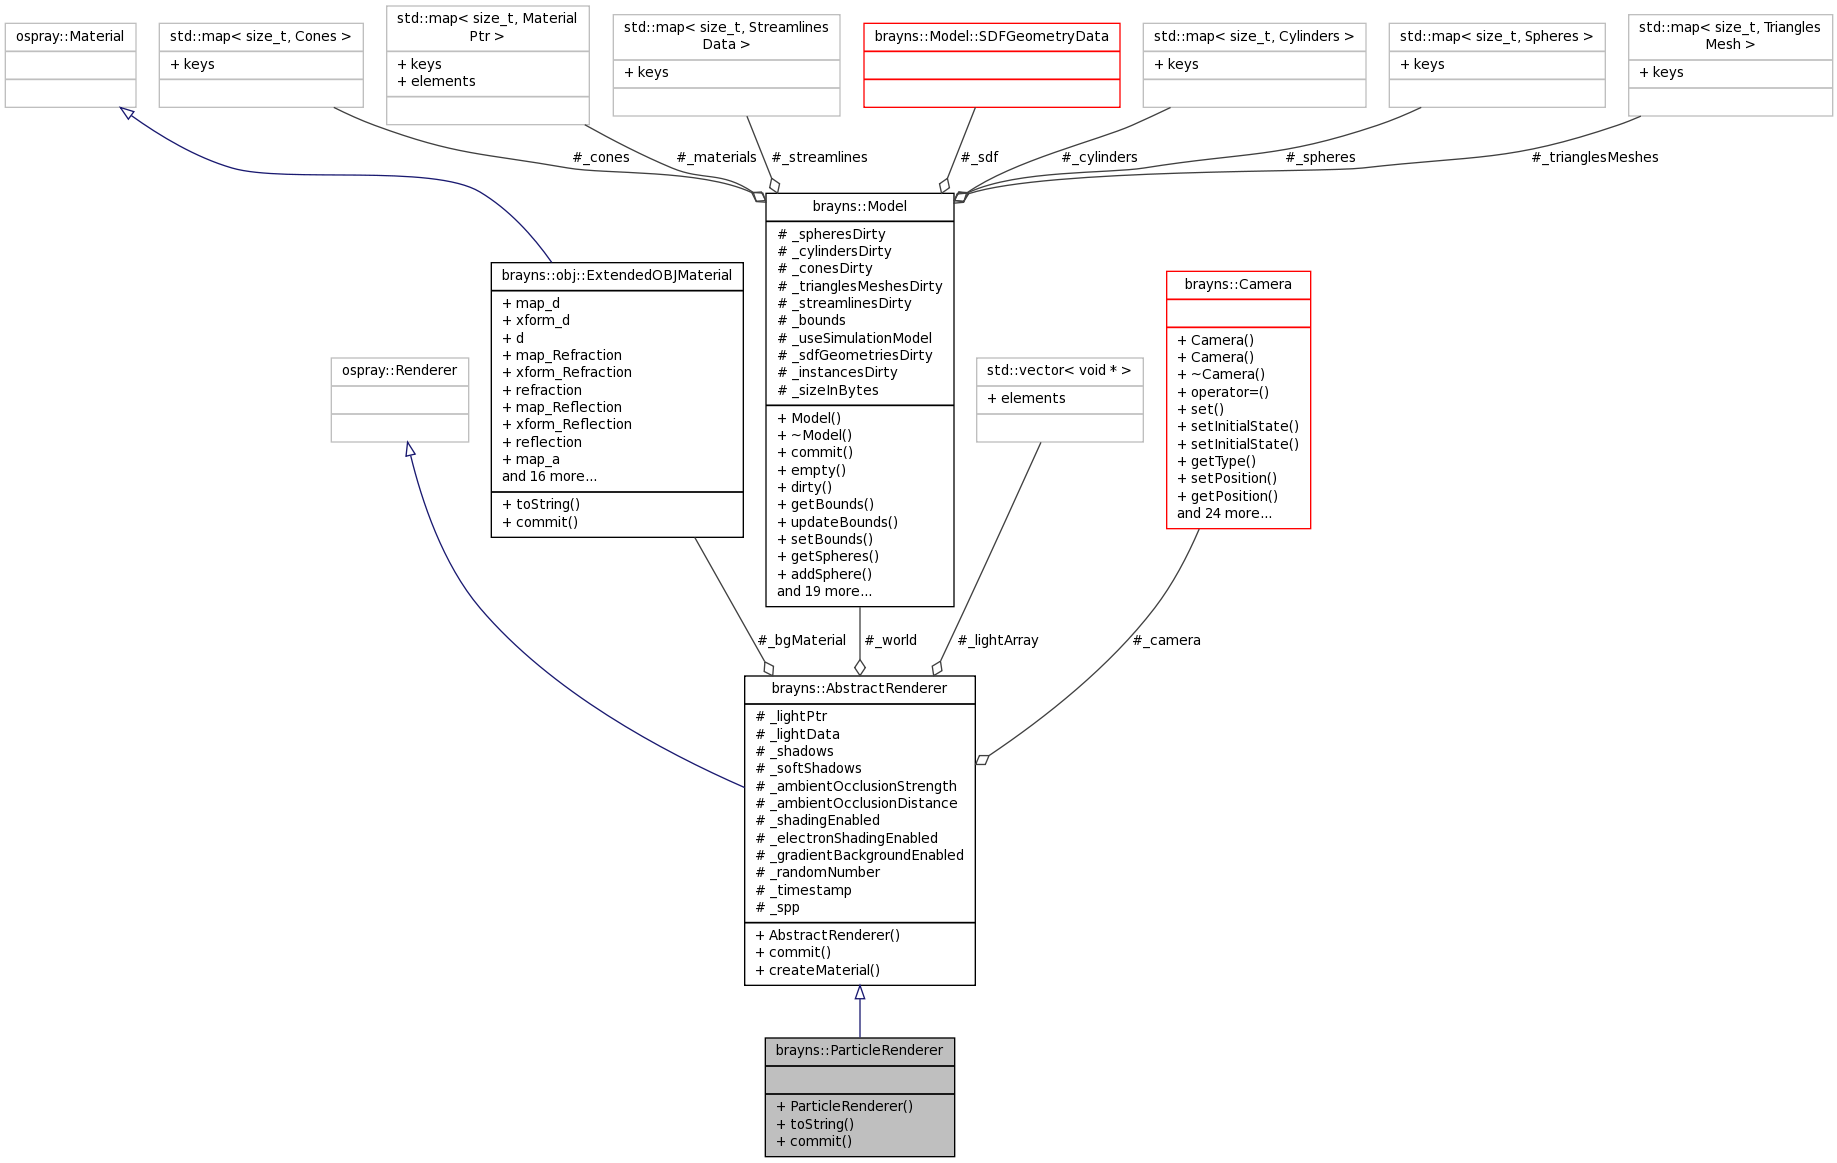 ospray::Material
std::map< size_t, Cones >
+ keys
std::map< size_t, Material
Ptr >
+ keys
+ elements
std::map< size_t, Streamlines
Data >
+ keys
brayns::Model::SDFGeometryData
std::map< size_t, Cylinders >
+ keys
std::map< size_t, Spheres >
+ keys
std::map< size_t, Triangles
Mesh >
+ keys
#_cones
#_materials
#_streamlines
#_sdf
#_cylinders
#_spheres
#_trianglesMeshes
brayns::Model
# _spheresDirty
# _cylindersDirty
# _conesDirty
# _trianglesMeshesDirty
# _streamlinesDirty
# _bounds
# _useSimulationModel
# _sdfGeometriesDirty
# _instancesDirty
# _sizeInBytes
+ Model()
+ ~Model()
+ commit()
+ empty()
+ dirty()
+ getBounds()
+ updateBounds()
+ setBounds()
+ getSpheres()
+ addSphere()
and 19 more...
brayns::obj::ExtendedOBJMaterial
+ map_d
+ xform_d
+ d
+ map_Refraction
+ xform_Refraction
+ refraction
+ map_Reflection
+ xform_Reflection
+ reflection
+ map_a
and 16 more...
+ toString()
+ commit()
brayns::Camera
+ Camera()
+ Camera()
+ ~Camera()
+ operator=()
+ set()
+ setInitialState()
+ setInitialState()
+ getType()
+ setPosition()
+ getPosition()
and 24 more...
ospray::Renderer
std::vector< void * >
+ elements
#_bgMaterial
#_world
#_lightArray
#_camera
brayns::AbstractRenderer
# _lightPtr
# _lightData
# _shadows
# _softShadows
# _ambientOcclusionStrength
# _ambientOcclusionDistance
# _shadingEnabled
# _electronShadingEnabled
# _gradientBackgroundEnabled
# _randomNumber
# _timestamp
# _spp
+ AbstractRenderer()
+ commit()
+ createMaterial()
brayns::ParticleRenderer
+ ParticleRenderer()
+ toString()
+ commit()